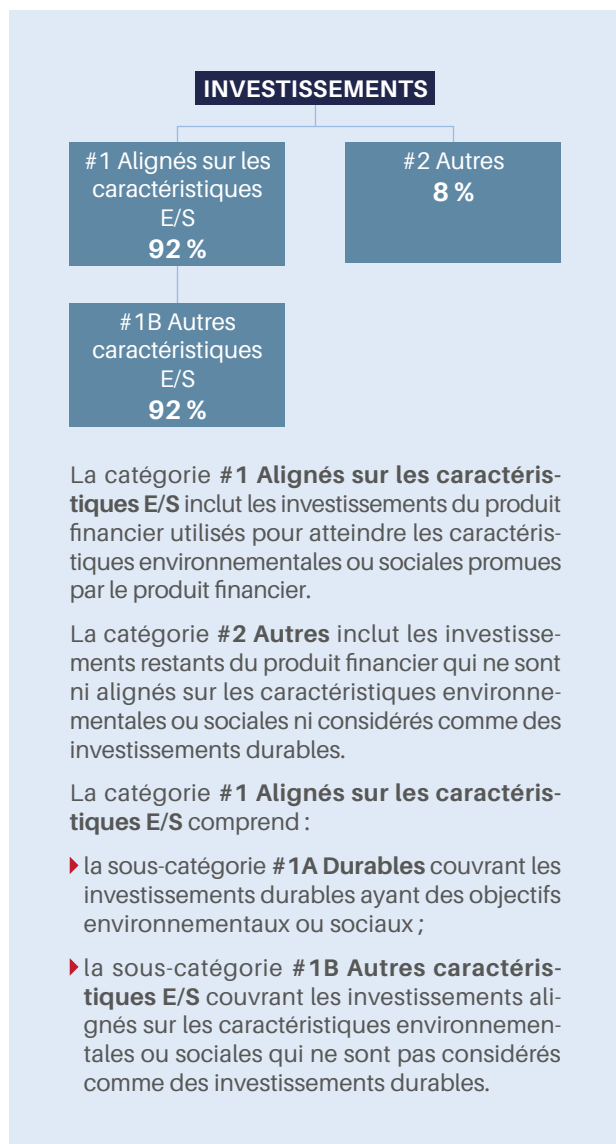 INVESTISSEMENTS
#1 Alignés sur les
caractéristiques
E/S
92 %
#2 Autres
8 %
#1B Autres
caractéristiques
E/S
92 %
La catégorie #1 Alignés sur les caractéris-
tiques E/S inclut les investissements du produit
financier utilisés pour atteindre les caractéris-
tiques environnementales ou sociales promues
par le produit financier.
La catégorie #2 Autres inclut les investisse-
ments restants du produit financier qui ne sont
ni alignés sur les caractéristiques environne-
mentales ou sociales ni considérés comme des
investissements durables.
La catégorie #1 Alignés sur les caractéris-
tiques E/S comprend :
la sous-catégorie #1A Durables couvrant les
investissements durables ayant des objectifs
environnementaux ou sociaux ;
la sous-catégorie #1B Autres caractéris-
tiques E/S couvrant les investissements ali-
gnés sur les caractéristiques environnemen-
tales ou sociales qui ne sont pas considérés
comme des investissements durables.